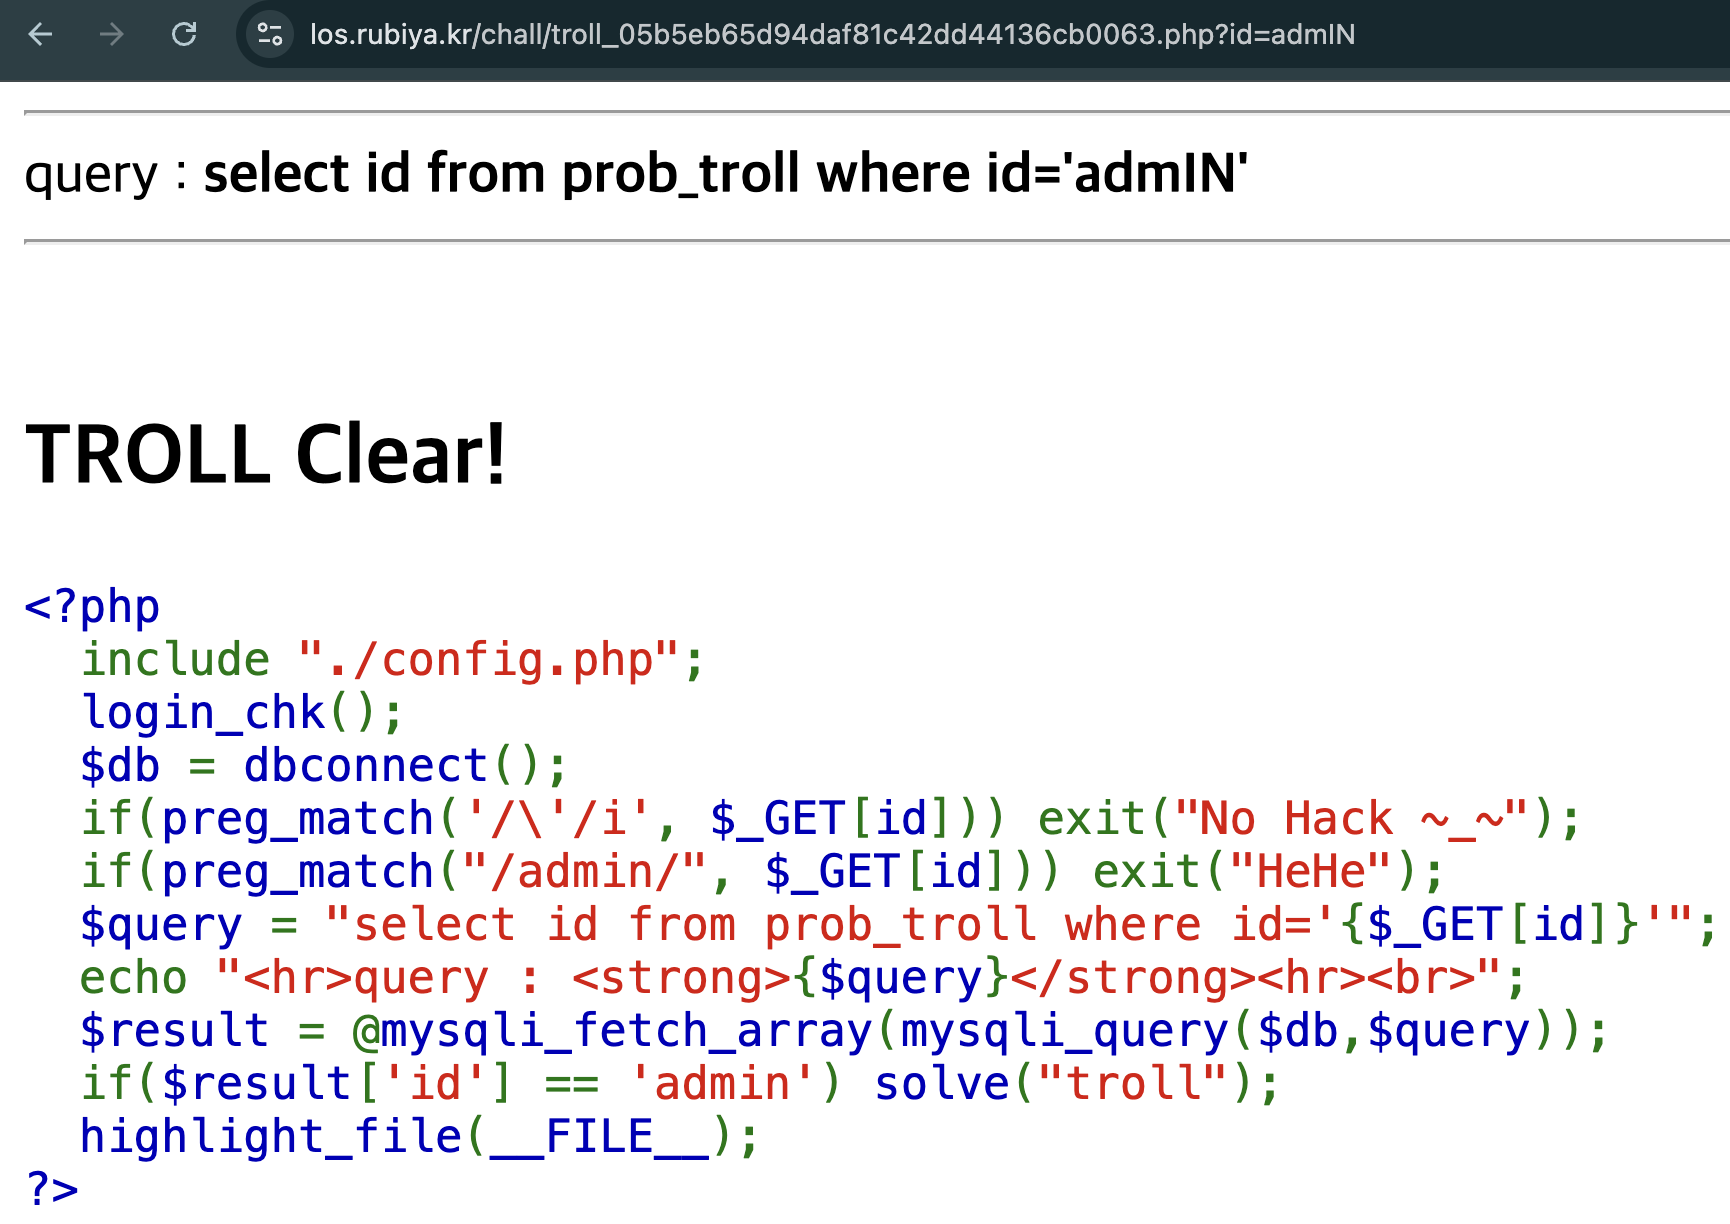 los.rubiya.kr/chall/troll_05b5eb65d94daf81c42dd44136cb0063.php?id=admIN
query : select id from prob_troll where id='admIN'
TROLL Clear!
<?php
  include "./config.php";
  login_chk();
  $db = dbconnect();
  if(preg_match('/\'/i', $_GET[id])) exit("No Hack ~_~");
  if(preg_match("/admin/", $_GET[id])) exit("HeHe");
  $query = "select id from prob_troll where id='{$_GET[id]}'";
  echo "<hr>query : <strong>{$query}</strong><hr><br>";
  $result = @mysqli_fetch_array(mysqli_query($db,$query));
  if($result['id'] == 'admin') solve("troll");
  highlight_file(__FILE__);
?>